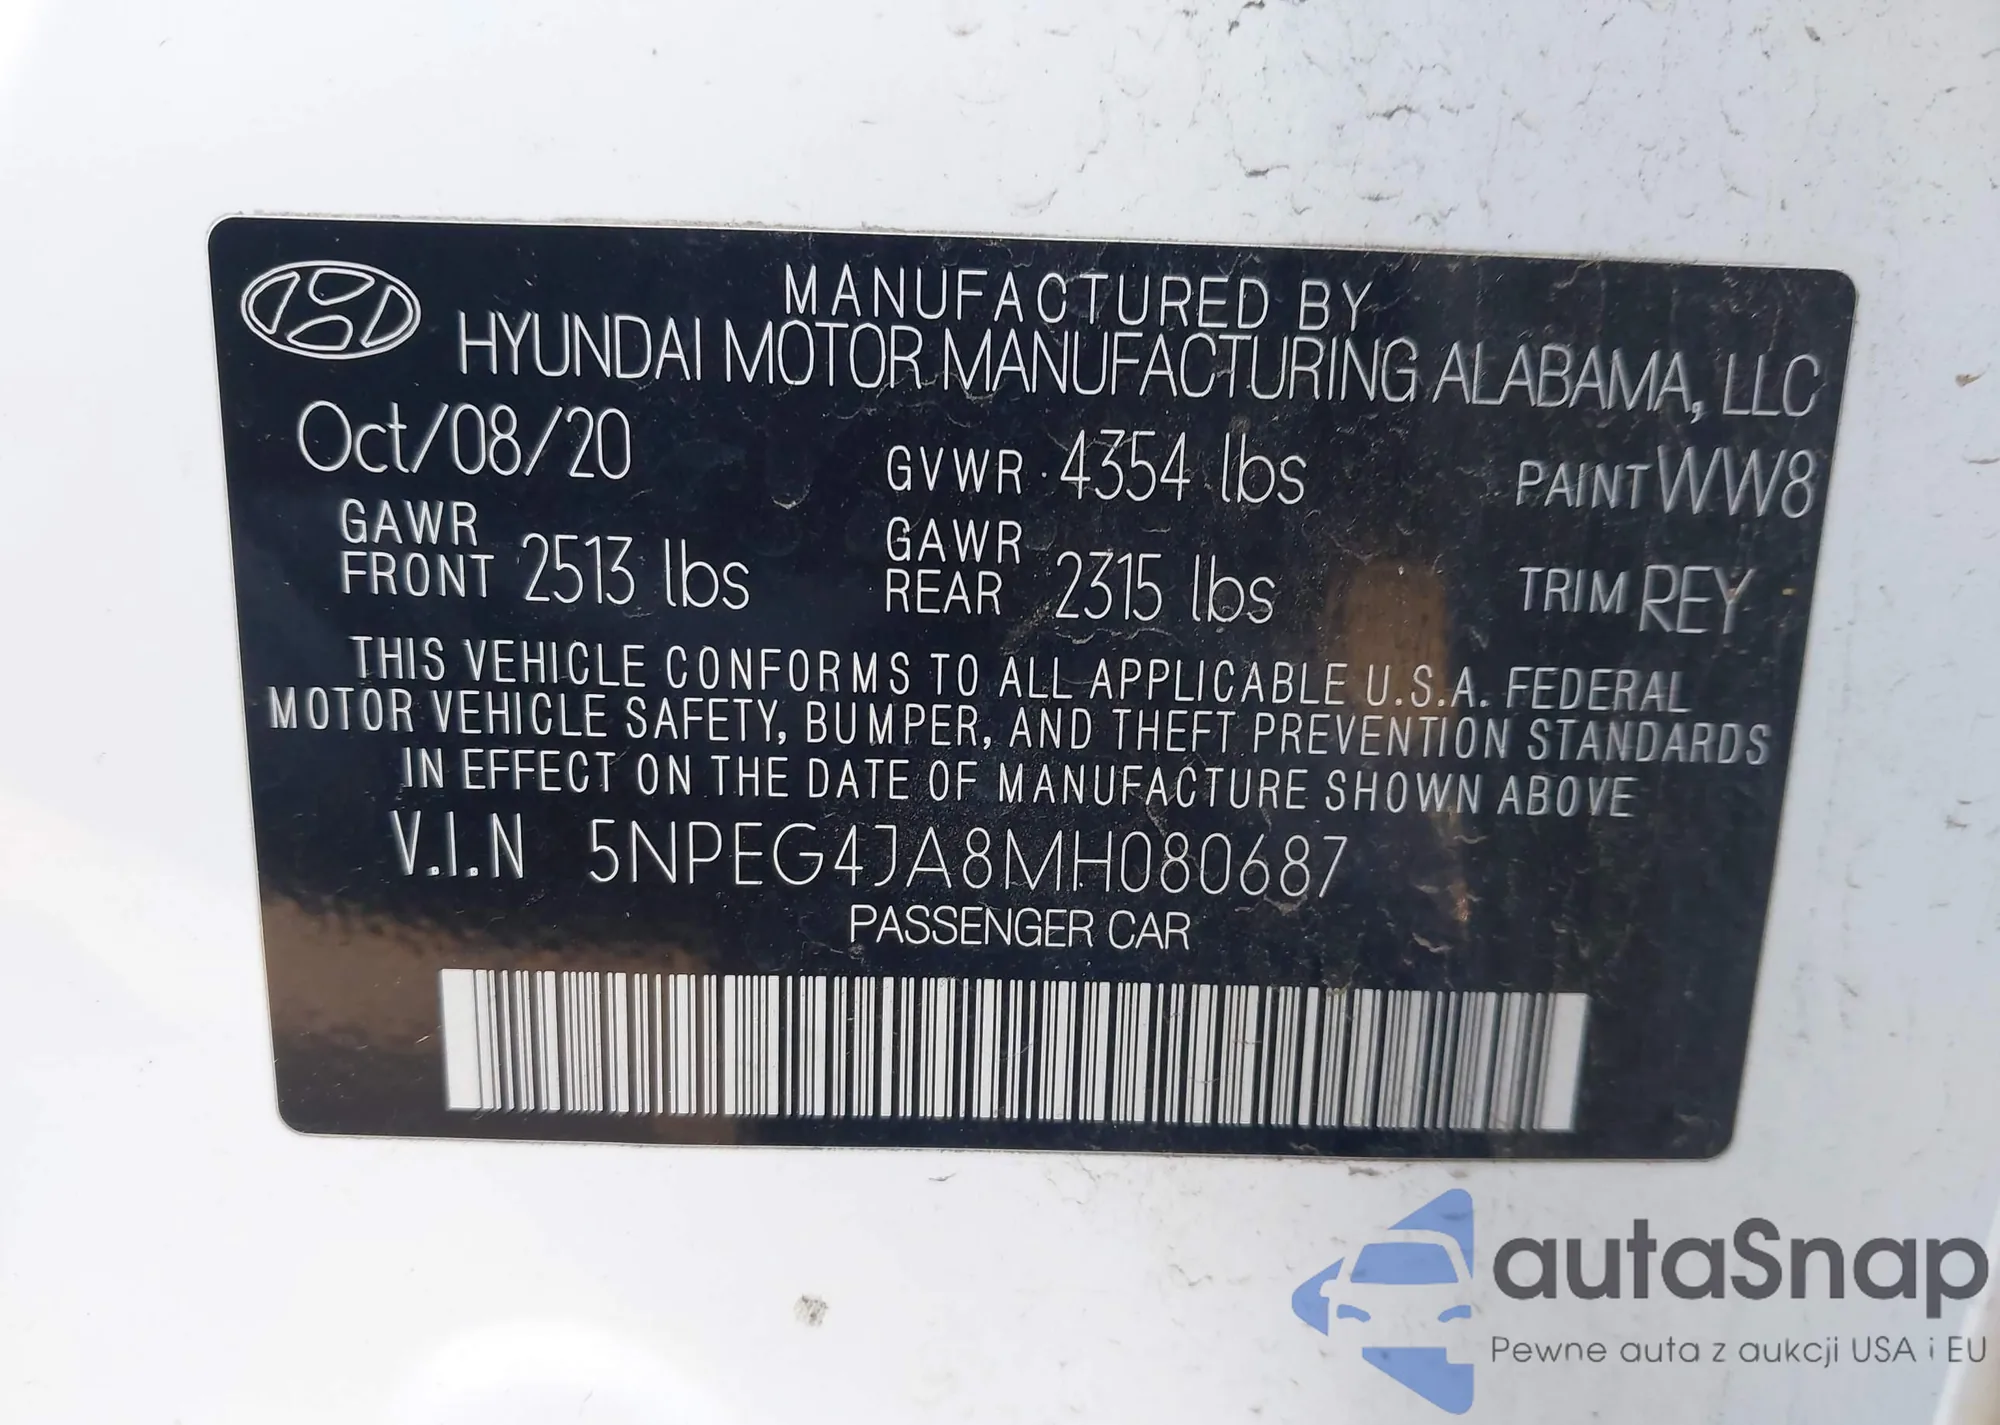 MANUFACTURED BY
HYUNDAI MOTOR MANUFACTURING ALABAMA, LLC
Oct/08/20 GVWR 4354 lbs PAINT WW8
GAWR FRONT 2513 lbs GAWR REAR 2315 lbs TRIM REY
THIS VEHICLE CONFORMS TO ALL APPLICABLE U.S.A. FEDERAL
MOTOR VEHICLE SAFETY, BUMPER, AND THEFT PREVENTION STANDARDS
IN EFFECT ON THE DATE OF MANUFACTURE SHOWN ABOVE
V.I.N 5NPEG4JA8MH080687
PASSENGER CAR
autaSnap
Pewne auta z aukcji USA i EU